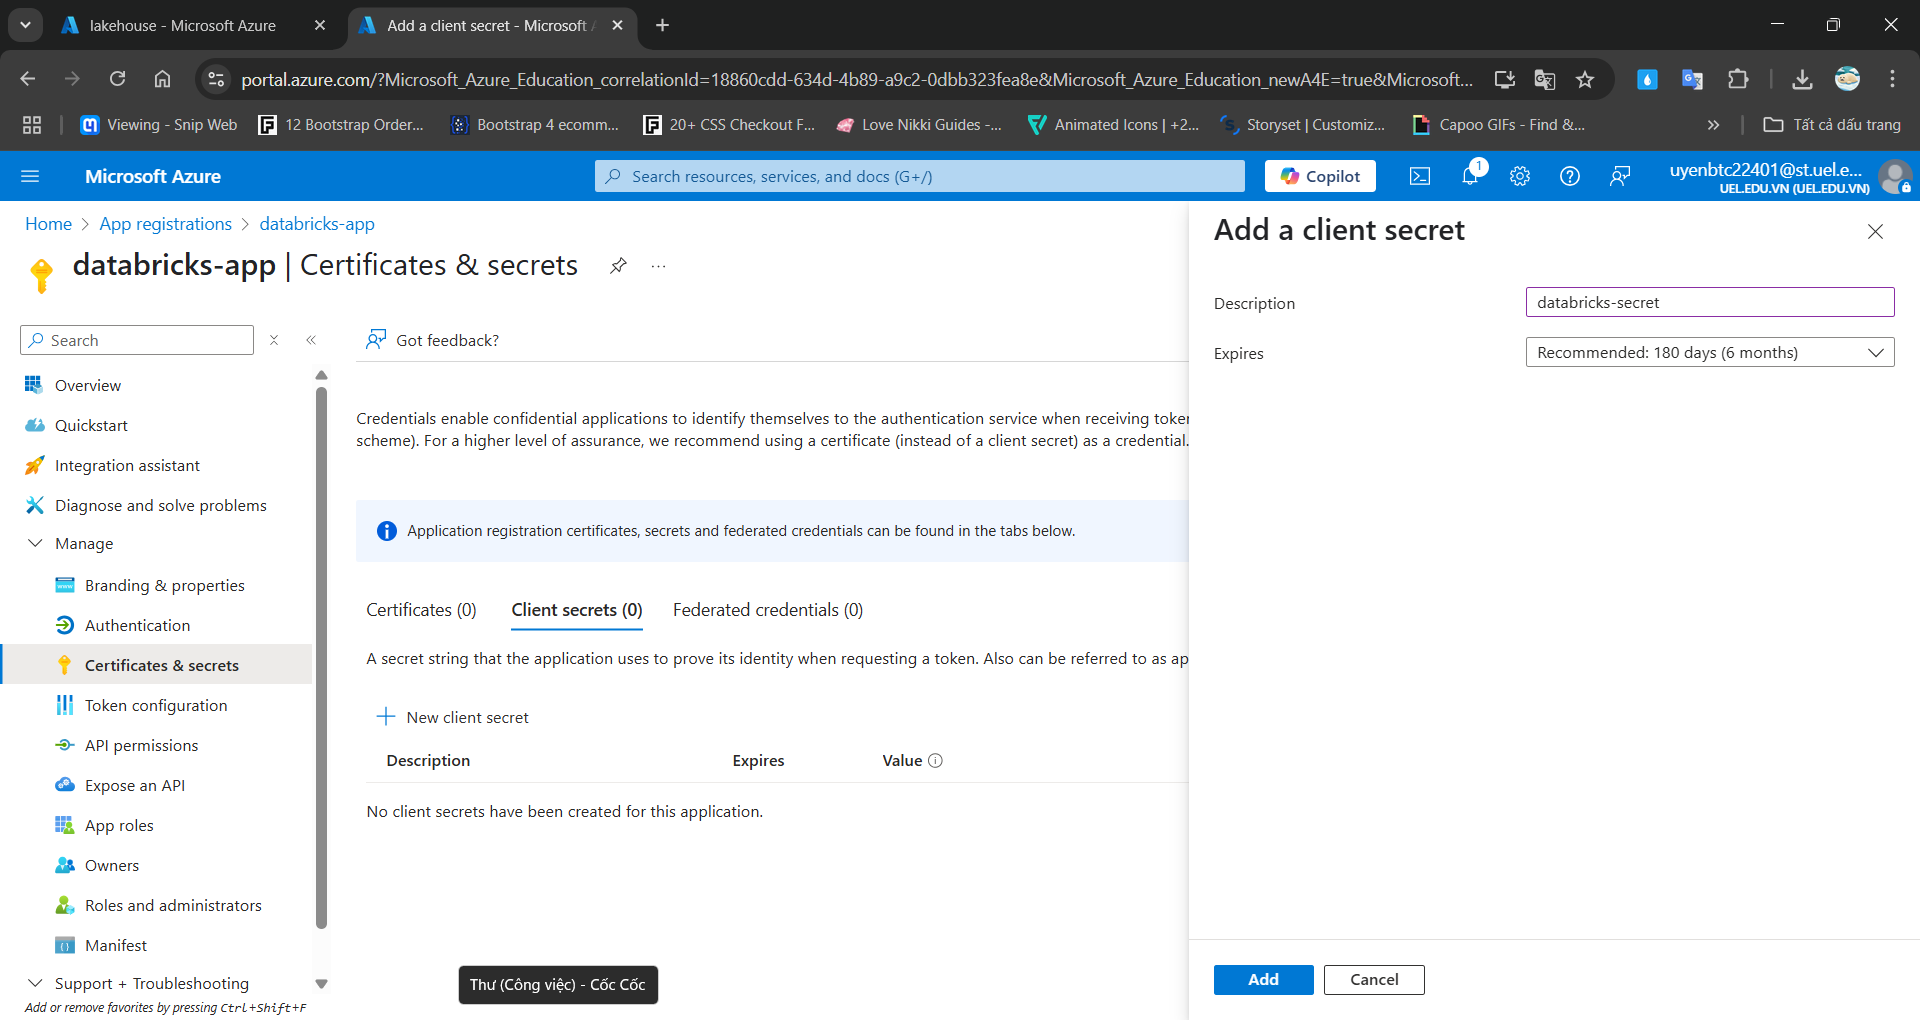 lakehouse - Microsoft Azure
Add a client secret - Microsoft A
portal.azure.com/?Microsoft_Azure_Education_correlationId=18860cdd-634d-4b89-a9c2-0dbb323fea8e&Microsoft_Azure_Education_newA4E=true&Microsoft...
Viewing - Snip Web
12 Bootstrap Order...
Bootstrap 4 ecomm...
20+ CSS Checkout F...
Love Nikki Guides -...
Animated Icons | +2...
Storyset | Customiz...
Capoo GIFs - Find &...
Tất cả dấu trang
Microsoft Azure
Search resources, services, and docs (G+/)
Copilot
1
uyenbtc22401@st.uel.e...
UEL.EDU.VN (UEL.EDU.VN)
Home > App registrations > databricks-app
databricks-app | Certificates & secrets
Search
Overview
Quickstart
Integration assistant
Diagnose and solve problems
Manage
Branding & properties
Authentication
Certificates & secrets
Token configuration
API permissions
Expose an API
App roles
Owners
Roles and administrators
Manifest
Support + Troubleshooting
Add or remove favorites by pressing Ctrl+Shift+F
Got feedback?
Credentials enable confidential applications to identify themselves to the authentication service when receiving toker
scheme). For a higher level of assurance, we recommend using a certificate (instead of a client secret) as a credential.
Application registration certificates, secrets and federated credentials can be found in the tabs below.
Certificates (0)
Client secrets (0)
Federated credentials (0)
A secret string that the application uses to prove its identity when requesting a token. Also can be referred to as ap
New client secret
Description
Expires
Value
No client secrets have been created for this application.
Thư (Công việc) - Cốc Cốc
Add a client secret
Description
databricks-secret
Expires
Recommended: 180 days (6 months)
Add
Cancel